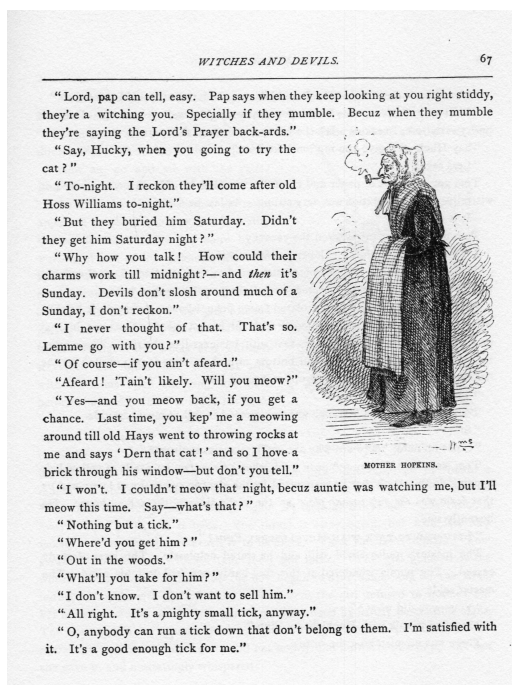 WITCHES AND DEVILS. 67
"Lord, pap can tell, easy. Pap says when they keep looking at you right stiddy,
they're a witching you. Specially if they mumble. Becuz when they mumble
they're saying the Lord's Prayer back-ards."
"Say, Hucky, when you going to try the
cat?"
"To-night. I reckon they'll come after old
Hoss Williams to-night."
"But they buried him Saturday. Didn't
they get him Saturday night?"
"Why how you talk! How could their
charms work till midnight?—and then it's
Sunday. Devils don't slosh around much of a
Sunday, I don't reckon."
"I never thought of that. That's so.
Lemme go with you?"
"Of course—if you ain't afeard."
"Afeard! 'Tain't likely. Will you meow?"
"Yes—and you meow back, if you get a
chance. Last time, you kep' me a meowing
around till old Hays went to throwing rocks at
me and says 'Dern that cat!' and so I hove a
brick through his window—but don't you tell."
MOTHER HOPKINS.
"I won't. I couldn't meow that night, becuz auntie was watching me, but I'll
meow this time. Say—what's that?"
"Nothing but a tick."
"Where'd you get him?"
"Out in the woods."
"What'll you take for him?"
"I don't know. I don't want to sell him."
"All right. It's a mighty small tick, anyway."
"O, anybody can run a tick down that don't belong to them. I'm satisfied with
it. It's a good enough tick for me."